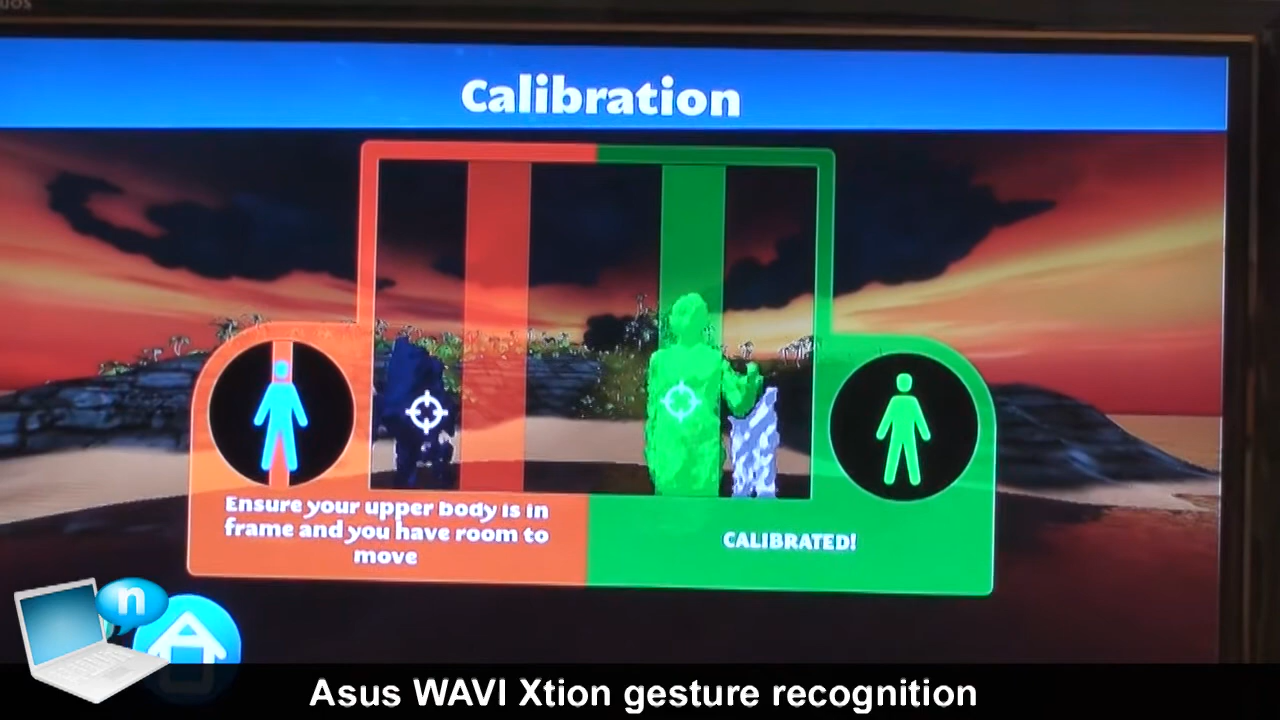 Calibration
Ensure your upper body is in
frame and you have room to
move
CALIBRATED!
n
Asus WAVI Xtion gesture recognition